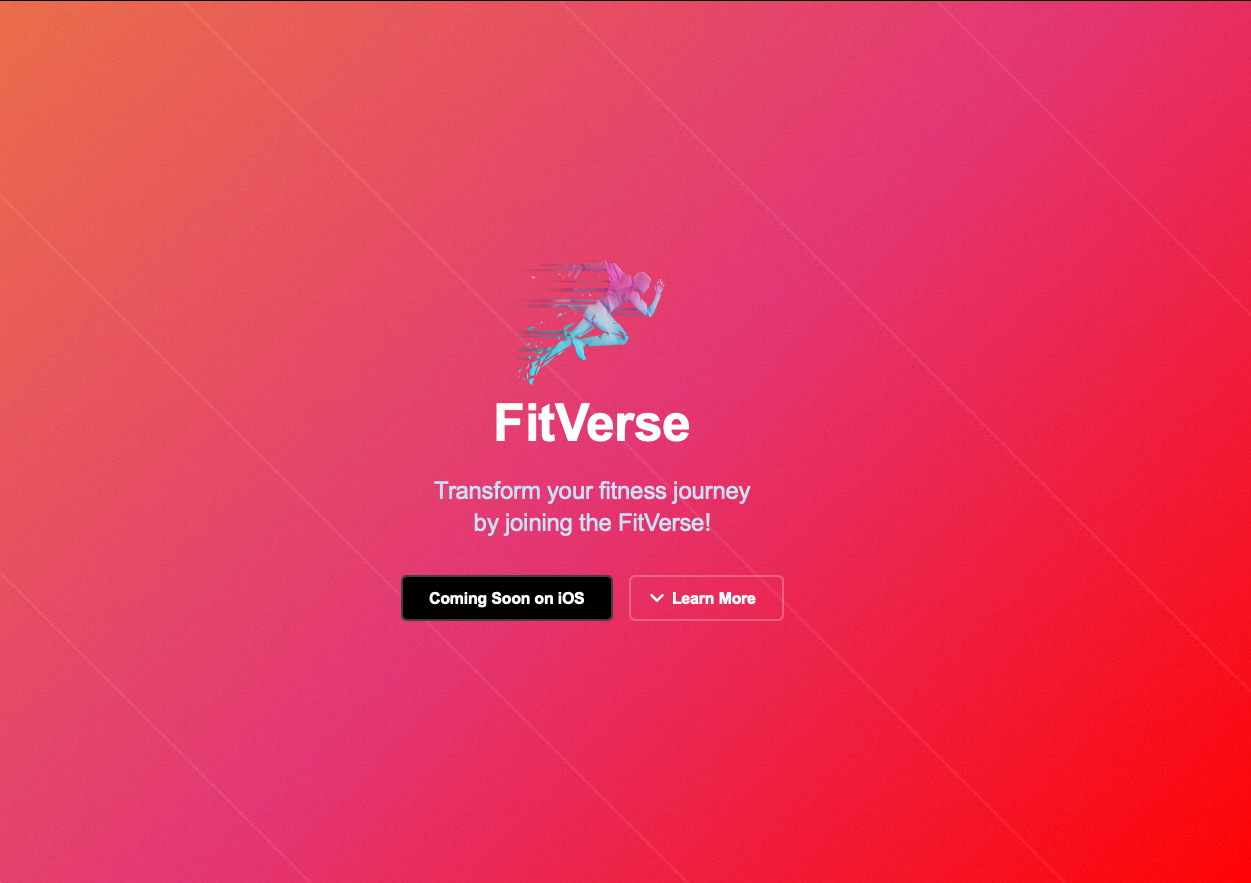 FitVerse
Transform your fitness journey
by joining the FitVerse!
Coming Soon on iOS
Learn More